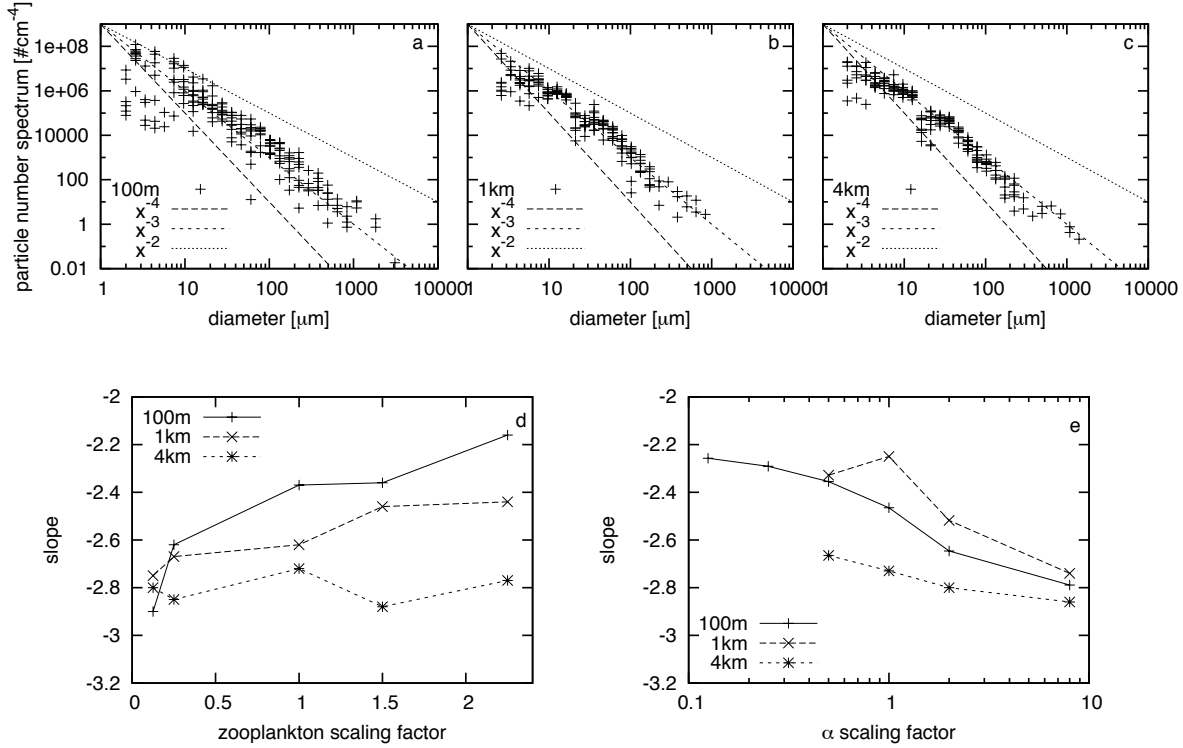 particle number spectrum [#cm-4]
1e+08
1e+06
10000
100
1
0.01
a
100m
x-4
x-3
x-2
1 10 100 1000 10000
diameter [μm]
b
1km
x-4
x-3
x-2
1 10 100 1000 10000
diameter [μm]
c
4km
x-4
x-3
x-2
1 10 100 1000 10000
diameter [μm]
d
100m
1km
4km
slope
-2
-2.2
-2.4
-2.6
-2.8
-3
-3.2
0 0.5 1 1.5 2
zooplankton scaling factor
e
slope
-2
-2.2
-2.4
-2.6
-2.8
-3
-3.2
100m
1km
4km
0.1 1 10
α scaling factor